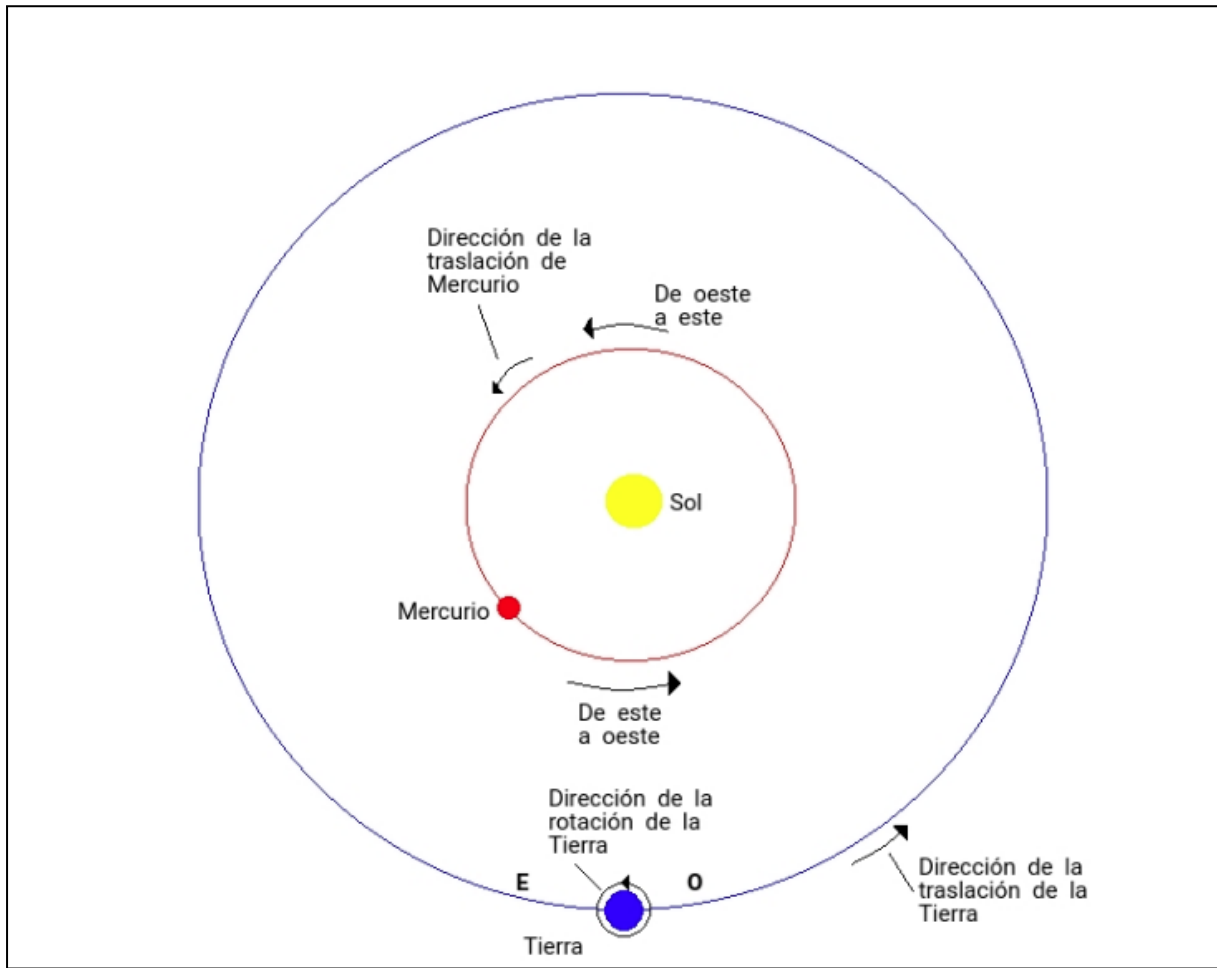 Dirección de la
traslación de
Mercurio
De oeste
a este
Sol
Mercurio
De este
a oeste
Dirección de la
rotación de la
Tierra
E
O
Dirección de la
traslación de la
Tierra
Tierra